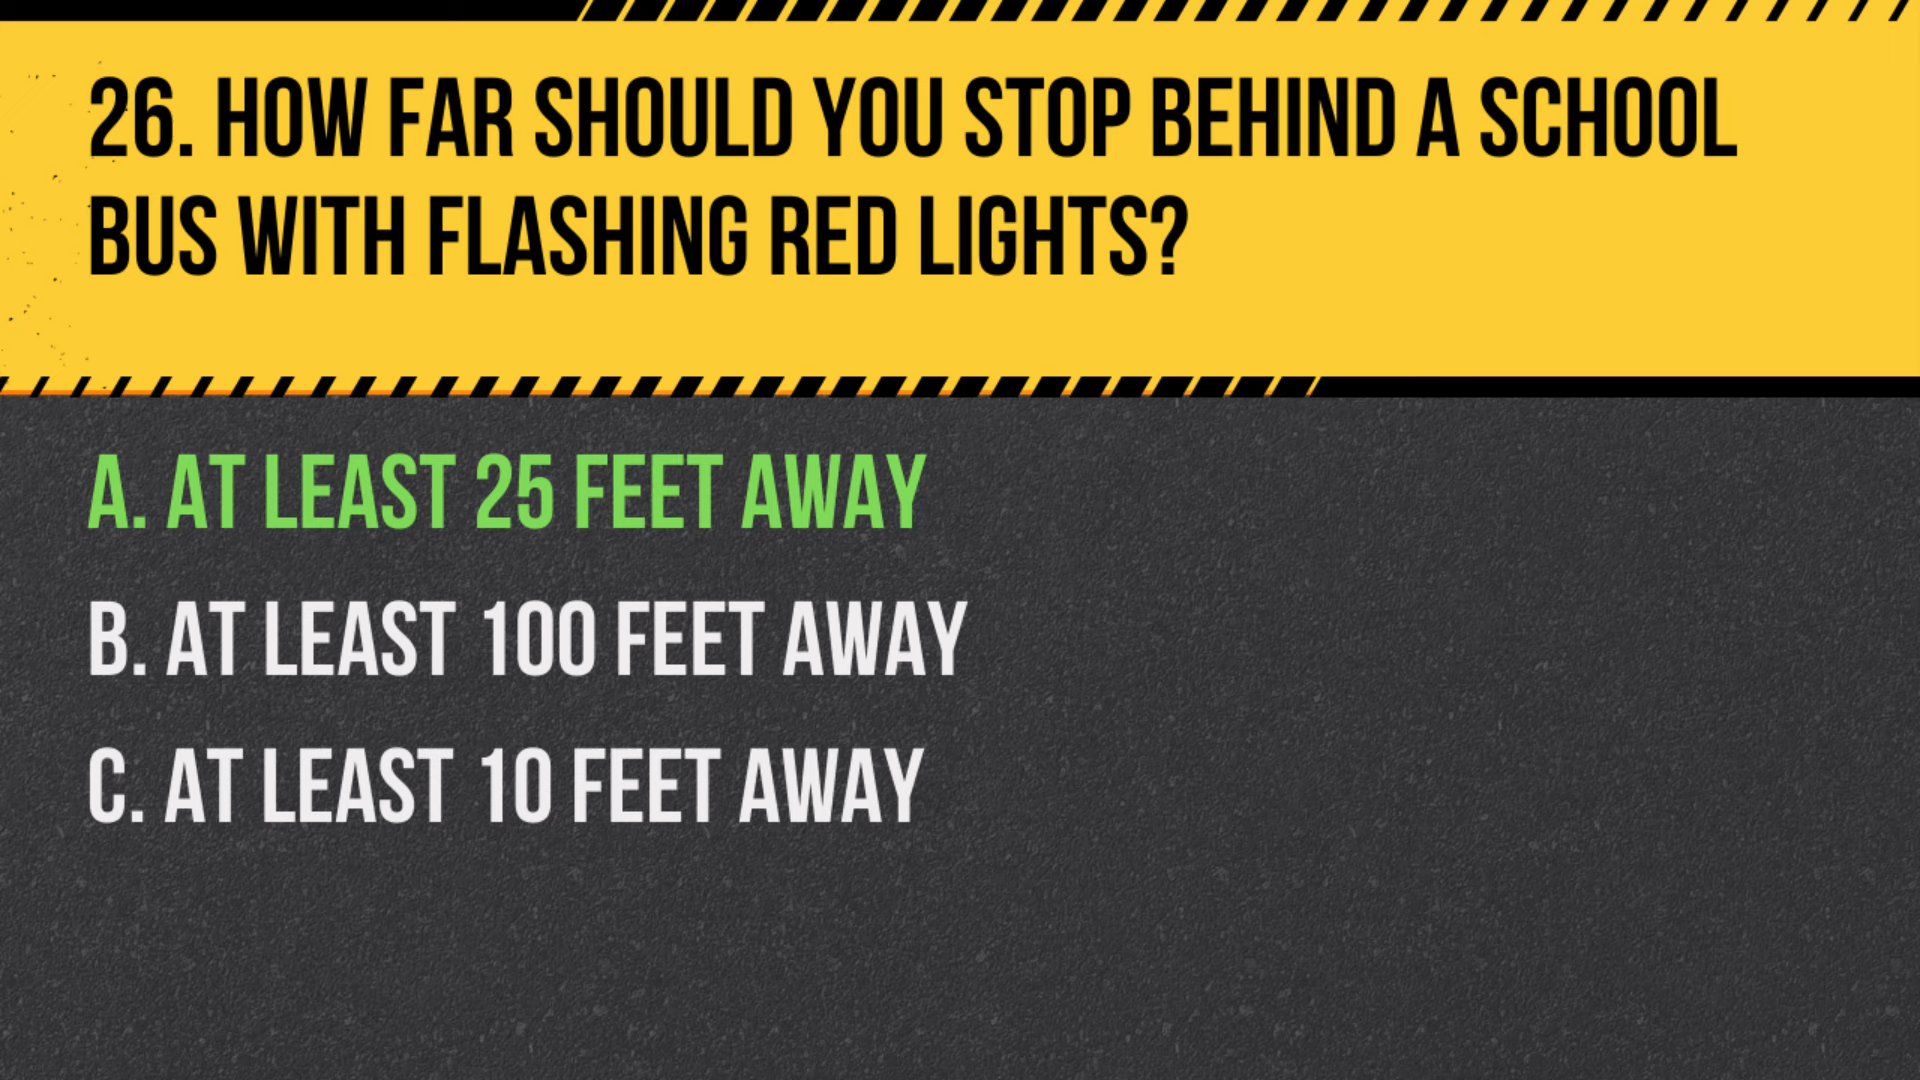 26. HOW FAR SHOULD YOU STOP BEHIND A SCHOOL
BUS WITH FLASHING RED LIGHTS?
A. AT LEAST 25 FEET AWAY
B. AT LEAST 100 FEET AWAY
C. AT LEAST 10 FEET AWAY